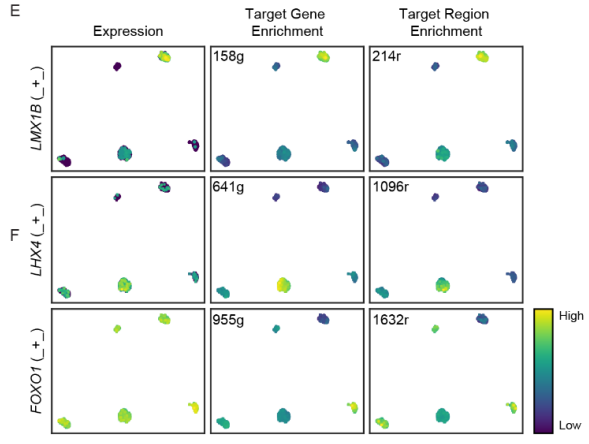 E
Expression
Target Gene
Enrichment
Target Region
Enrichment
LMX1B (_+_)
158g
214r
F
LHX4 (_+_)
641g
1096r
FOXO1 (_+_)
955g
1632r
High
Low